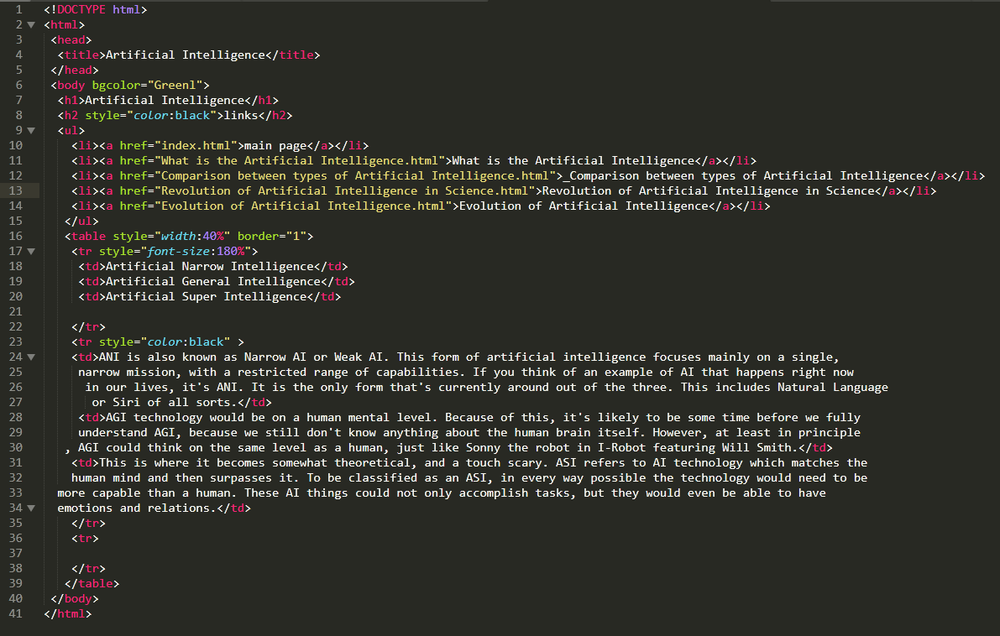 1 <!DOCTYPE html>
2 <html>
3 <head>
4 <title>Artificial Intelligence</title>
5 </head>
6 <body bgcolor="Greenl">
7 <h1>Artificial Intelligence</h1>
8 <h2 style="color:black">links</h2>
9 <ul>
10 <li><a href="index.html">main page</a></li>
11 <li><a href="What is the Artificial Intelligence.html">What is the Artificial Intelligence</a></li>
12 <li><a href="Comparison between types of Artificial Intelligence.html">_Comparison between types of Artificial Intelligence</a></li>
13 <li><a href="Revolution of Artificial Intelligence in Science.html">Revolution of Artificial Intelligence in Science</a></li>
14 <li><a href="Evolution of Artificial Intelligence.html">Evolution of Artificial Intelligence</a></li>
15 </ul>
16 <table style="width:40%" border="1">
17 <tr style="font-size:180%">
18 <td>Artificial Narrow Intelligence</td>
19 <td>Artificial General Intelligence</td>
20 <td>Artificial Super Intelligence</td>
21
22 </tr>
23 <tr style="color:black" >
24 <td>ANI is also known as Narrow AI or Weak AI. This form of artificial intelligence focuses mainly on a single,
25 narrow mission, with a restricted range of capabilities. If you think of an example of AI that happens right now
26 in our lives, it's ANI. It is the only form that's currently around out of the three. This includes Natural Language
27 or Siri of all sorts.</td>
28 <td>AGI technology would be on a human mental level. Because of this, it's likely to be some time before we fully
29 understand AGI, because we still don't know anything about the human brain itself. However, at least in principle
30 , AGI could think on the same level as a human, just like Sonny the robot in I-Robot featuring Will Smith.</td>
31 <td>This is where it becomes somewhat theoretical, and a touch scary. ASI refers to AI technology which matches the
32 human mind and then surpasses it. To be classified as an ASI, in every way possible the technology would need to be
33 more capable than a human. These AI things could not only accomplish tasks, but they would even be able to have
34 emotions and relations.</td>
35 </tr>
36 <tr>
37
38 </tr>
39 </table>
40 </body>
41 </html>